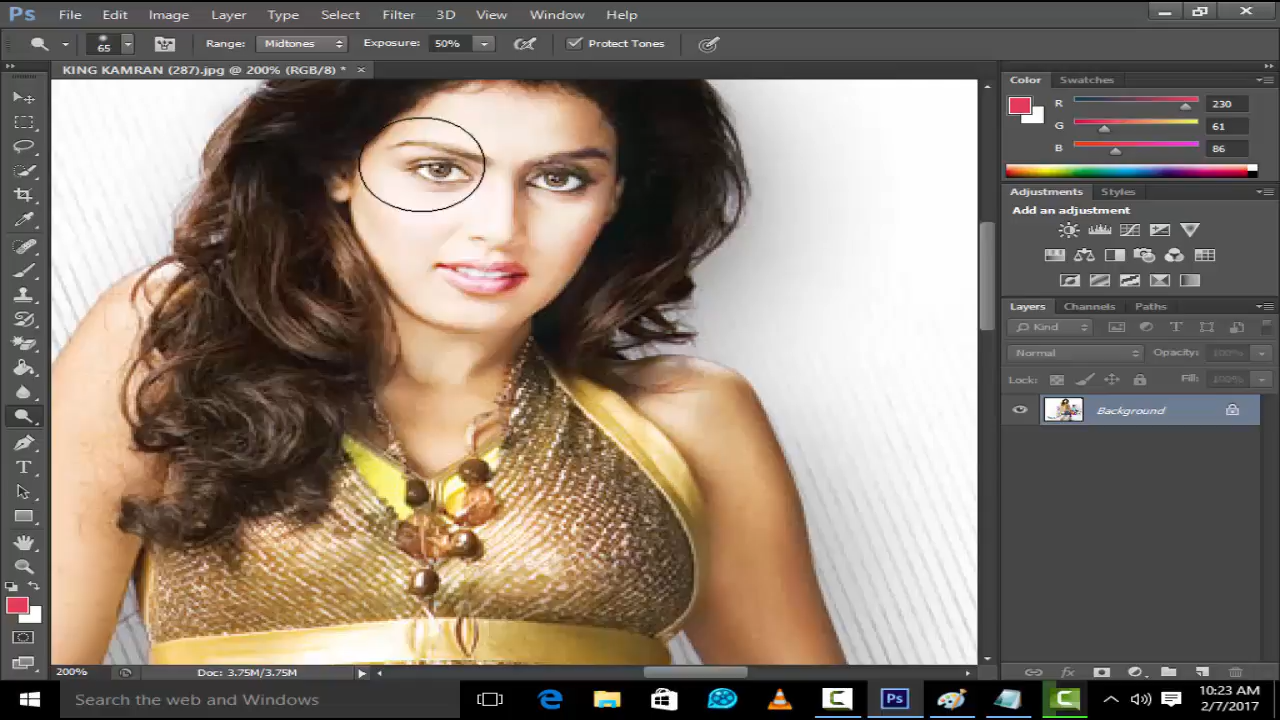 Ps File Edit Image Layer Type Select Filter 3D View Window Help
65 Range: Midtones Exposure: 50% Protect Tones
KING KAMRAN (287).jpg @ 200% (RGB/8) * ×
Color Swatches
R 230
G 61
B 86
Adjustments Styles
Add an adjustment
Layers Channels Paths
Kind T
Normal Opacity: 100%
Lock: Fill: 100%
Background
T
fx
200% Doc: 3.75M/3.75M
Search the web and Windows
Ps
10:23 AM
2/7/2017